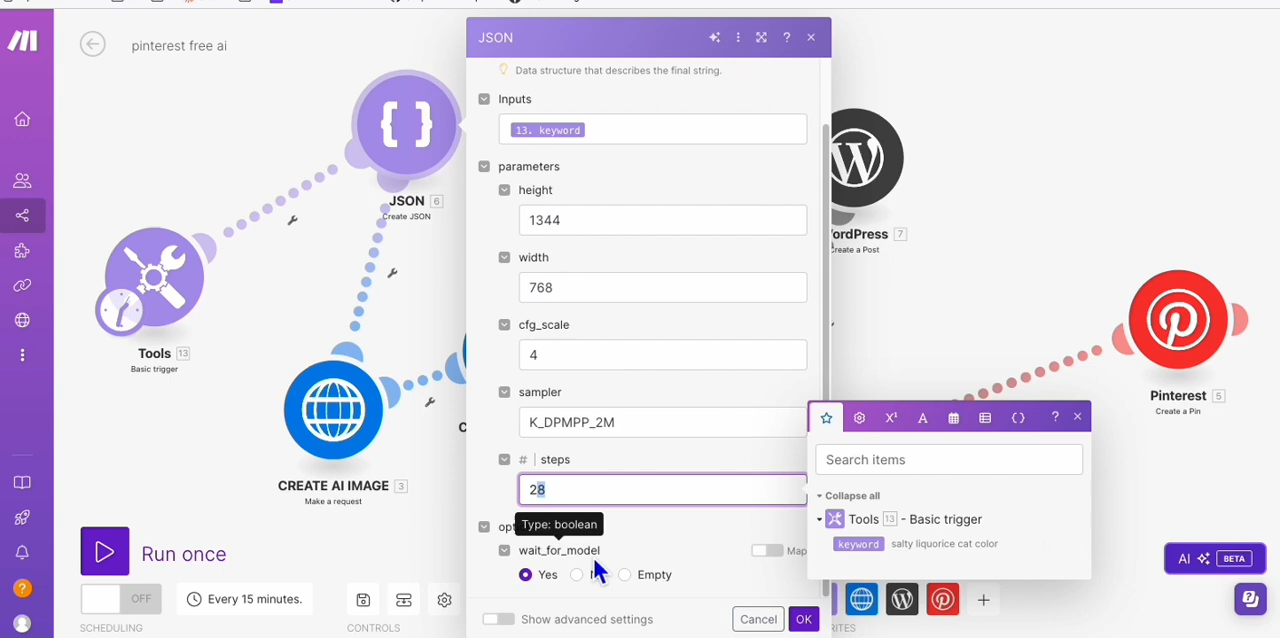 pinterest free ai
JSON
Data structure that describes the final string.
Inputs
13. keyword
parameters
height
1344
width
768
cfg_scale
4
sampler
K_DPMPP_2M
# steps
28
Type: boolean
wait_for_model
Map
Yes
Empty
Show advanced settings
Cancel
OK
JSON 6
Create JSON
Tools 13
Basic trigger
CREATE AI IMAGE 3
Make a request
ordPress 7
reate a Post
Pinterest 5
Create a Pin
Search items
Collapse all
Tools 13 - Basic trigger
keyword salty liquorice cat color
Run once
OFF
Every 15 minutes.
SCHEDULING
CONTROLS
RITES
AI BETA